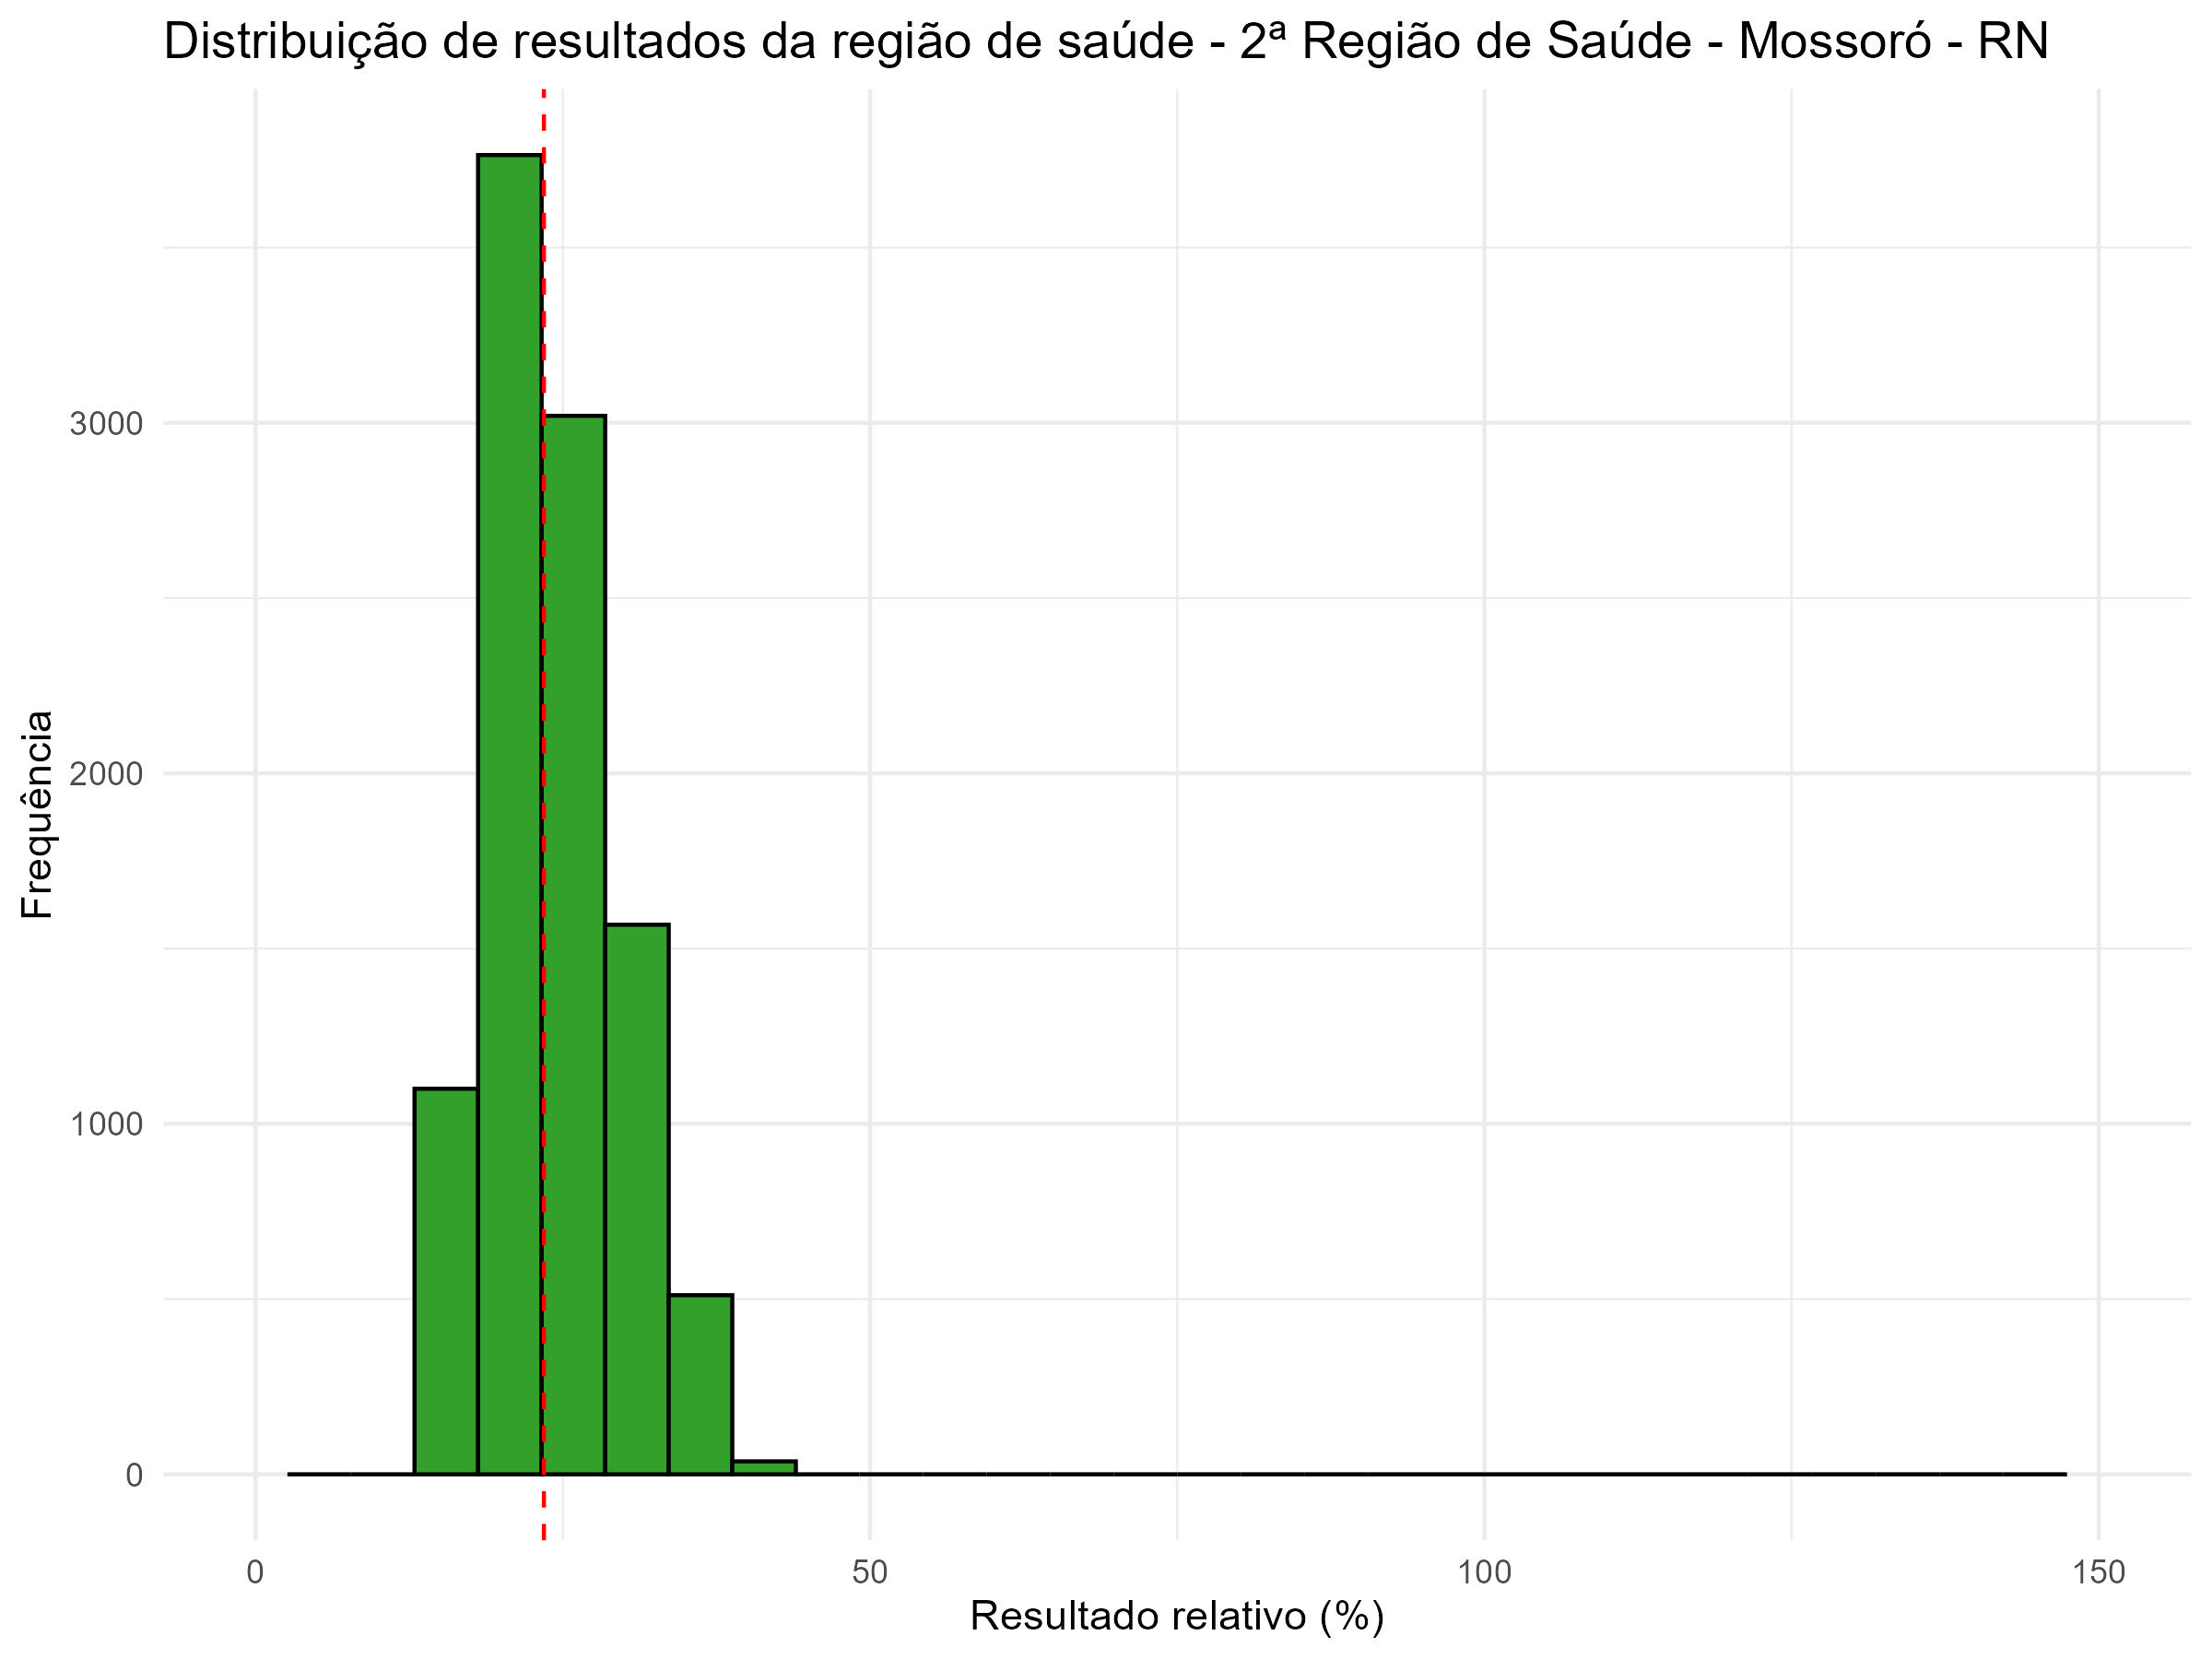 Distribuição de resultados da região de saúde - 2ª Região de Saúde - Mossoró - RN
Frequência
3000
2000
1000
0
0
50
100
150
Resultado relativo (%)